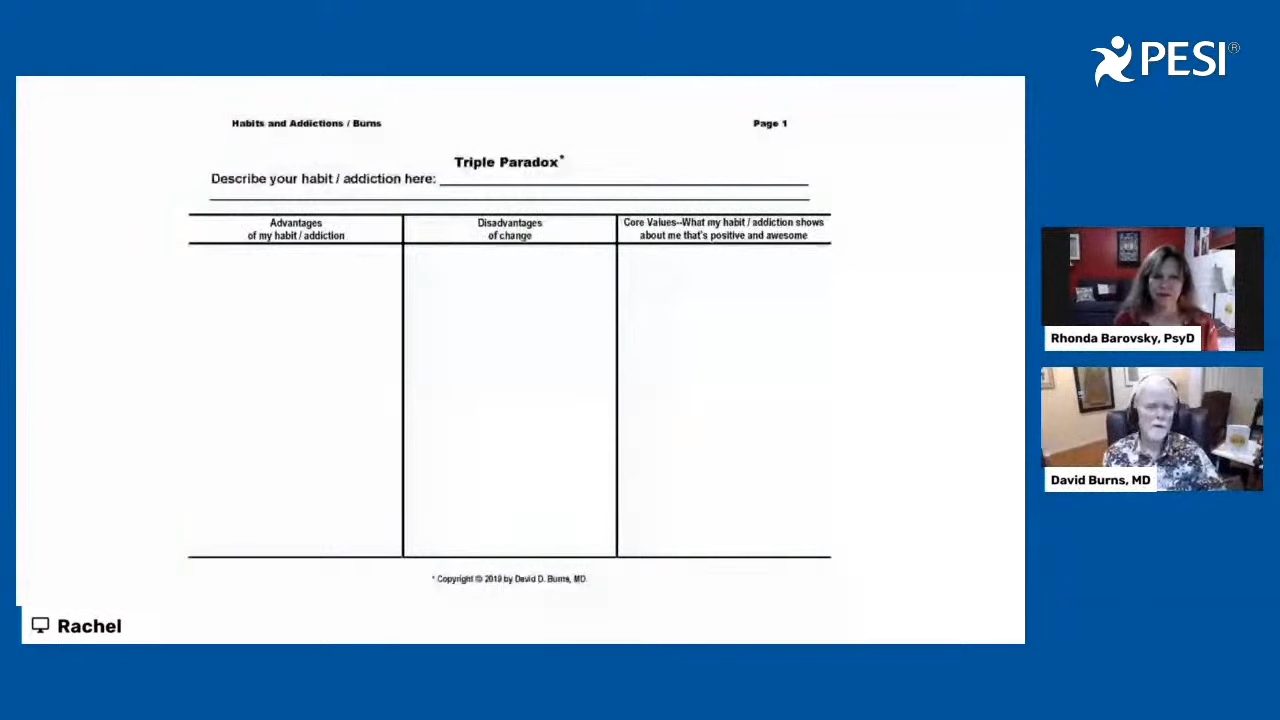 PESI®
Habits and Addictions / Burns Page 1
Triple Paradox*
Describe your habit / addiction here:
Advantages
of my habit / addiction
Disadvantages
of change
Core Values--What my habit / addiction shows
about me that's positive and awesome
* Copyright © 2019 by David D. Burns, MD.
Rachel
Rhonda Barovsky, PsyD
David Burns, MD